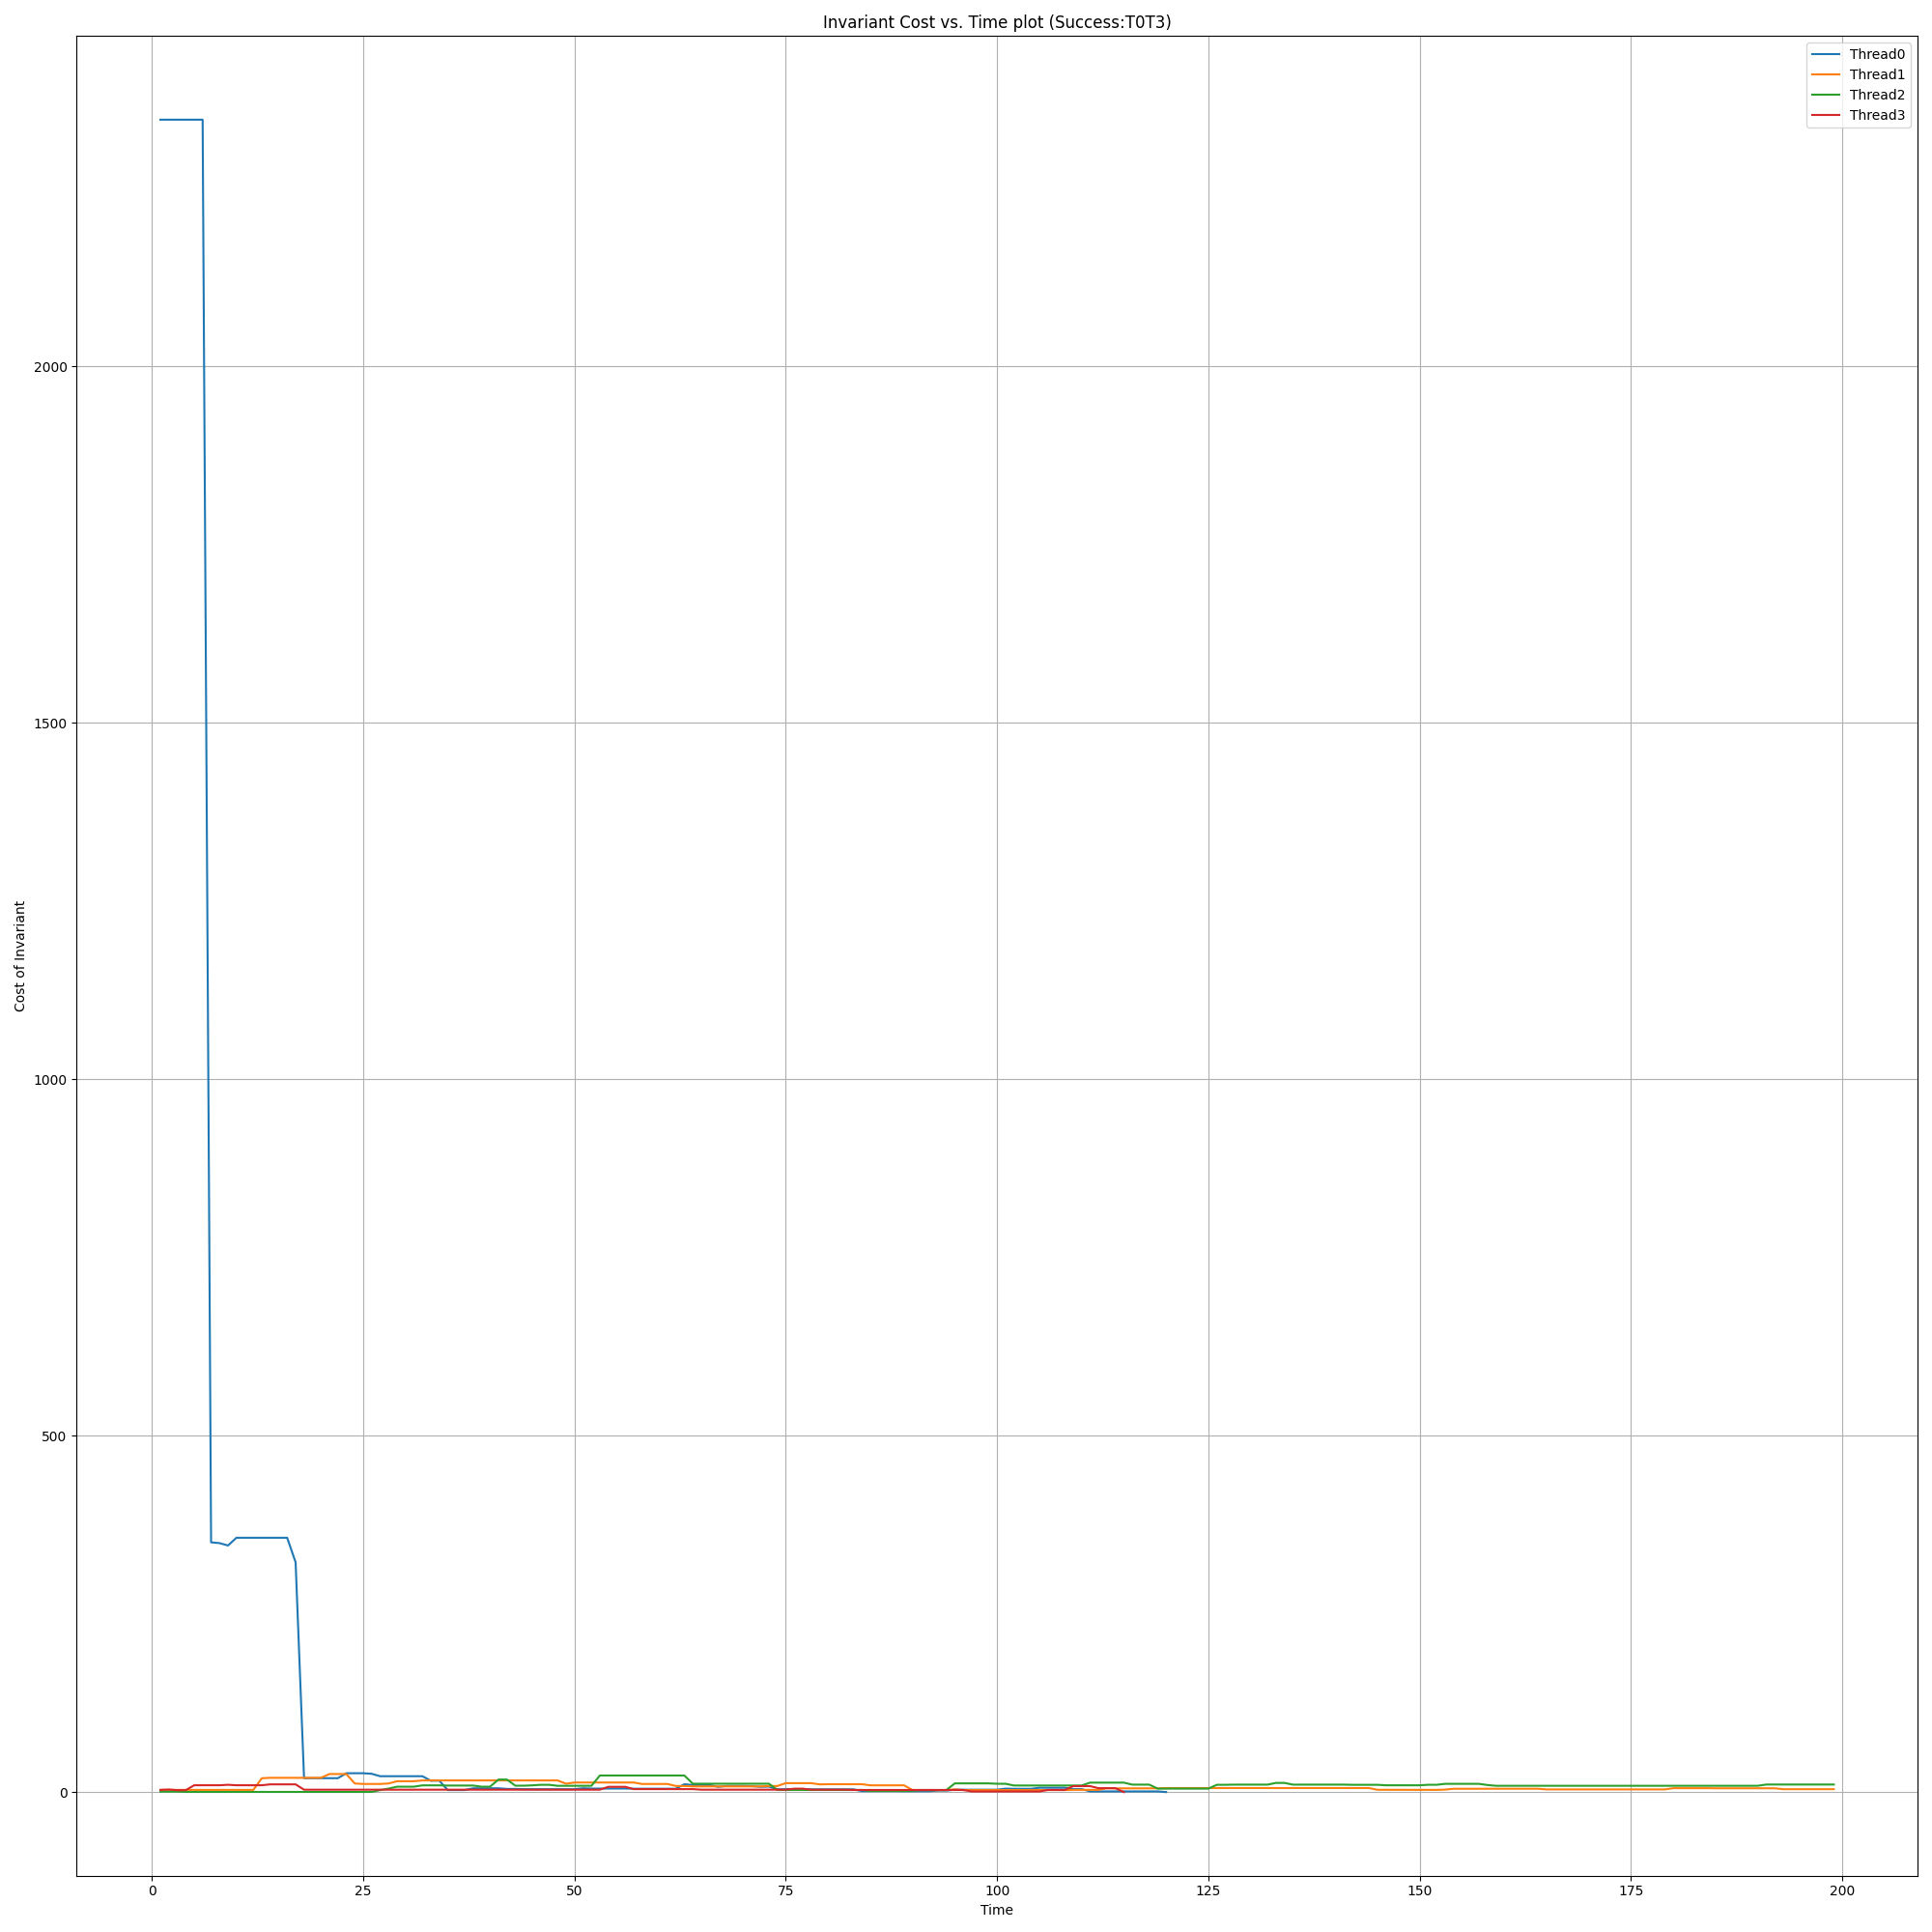 Invariant Cost vs. Time plot (Success:T0T3)
Thread0
Thread1
Thread2
Thread3
2000
1500
1000
500
0
Cost of Invariant
0 25 50 75 100 125 150 175 200
Time